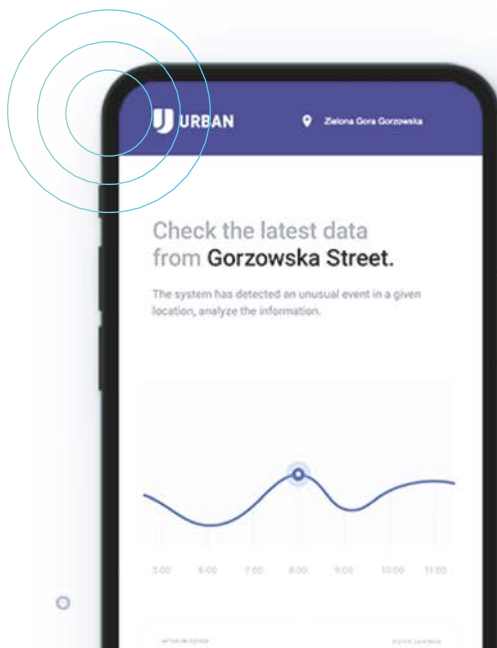 URBAN
Zielona Gora Gorzowska
Check the latest data
from Gorzowska Street.
The system has detected an unusual event in a given
location, analyze the information.
5:00 6:00 7:00 8:00 9:00 10:00 11:00